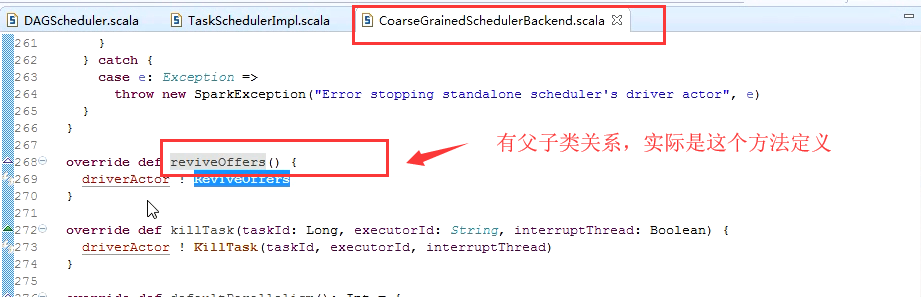 DAGScheduler.scala TaskSchedulerImpl.scala CoarseGrainedSchedulerBackend.scala
261 }
262 } catch {
263 case e: Exception =>
264 throw new SparkException("Error stopping standalone scheduler's driver actor", e)
265 }
266 }
267
268 override def reviveOffers() {
有父子类关系，实际是这个方法定义
269 driverActor ! ReviveOffers
270 }
271
272 override def killTask(taskId: Long, executorId: String, interruptThread: Boolean) {
273 driverActor ! KillTask(taskId, executorId, interruptThread)
274 }
275